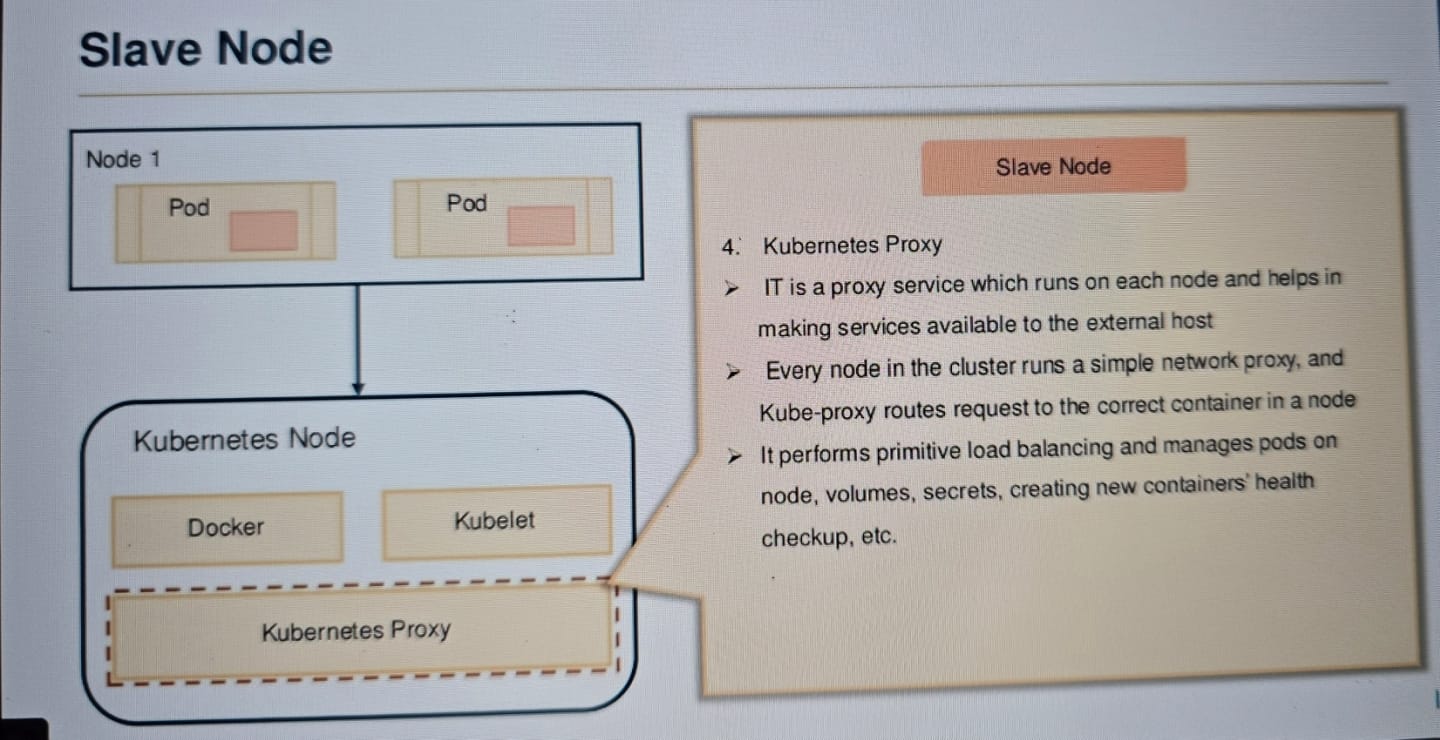 Slave Node
Node 1
Pod
Pod
Kubernetes Node
Docker
Kubelet
Kubernetes Proxy
Slave Node
4. Kubernetes Proxy
➢ IT is a proxy service which runs on each node and helps in
making services available to the external host
➢ Every node in the cluster runs a simple network proxy, and
Kube-proxy routes request to the correct container in a node
➢ It performs primitive load balancing and manages pods on
node, volumes, secrets, creating new containers' health
checkup, etc.